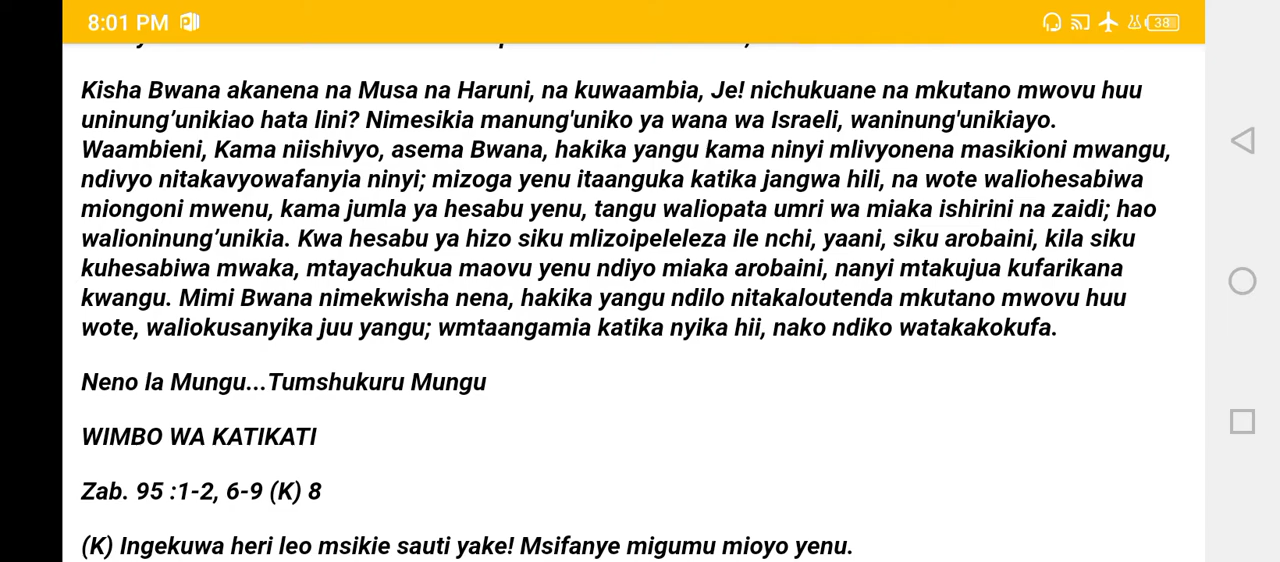 8:01 PM
38
Kisha Bwana akanena na Musa na Haruni, na kuwaambia, Je! nichukuane na mkutano mwovu huu
uninung’unikiao hata lini? Nimesikia manung'uniko ya wana wa Israeli, waninung'unikiayo.
Waambieni, Kama niishivyo, asema Bwana, hakika yangu kama ninyi mlivyonena masikioni mwangu,
ndivyo nitakavyowafanyia ninyi; mizoga yenu itaanguka katika jangwa hili, na wote waliohesabiwa
miongoni mwenu, kama jumla ya hesabu yenu, tangu waliopata umri wa miaka ishirini na zaidi; hao
walioninung’unikia. Kwa hesabu ya hizo siku mlizoipeleleza ile nchi, yaani, siku arobaini, kila siku
kuhesabiwa mwaka, mtayachukua maovu yenu ndiyo miaka arobaini, nanyi mtakujua kufarikana
kwangu. Mimi Bwana nimekwisha nena, hakika yangu ndilo nitakaloutenda mkutano mwovu huu
wote, waliokusanyika juu yangu; wmtaangamia katika nyika hii, nako ndiko watakakokufa.
Neno la Mungu...Tumshukuru Mungu
WIMBO WA KATIKATI
Zab. 95 :1-2, 6-9 (K) 8
(K) Ingekuwa heri leo msikie sauti yake! Msifanye migumu mioyo yenu.